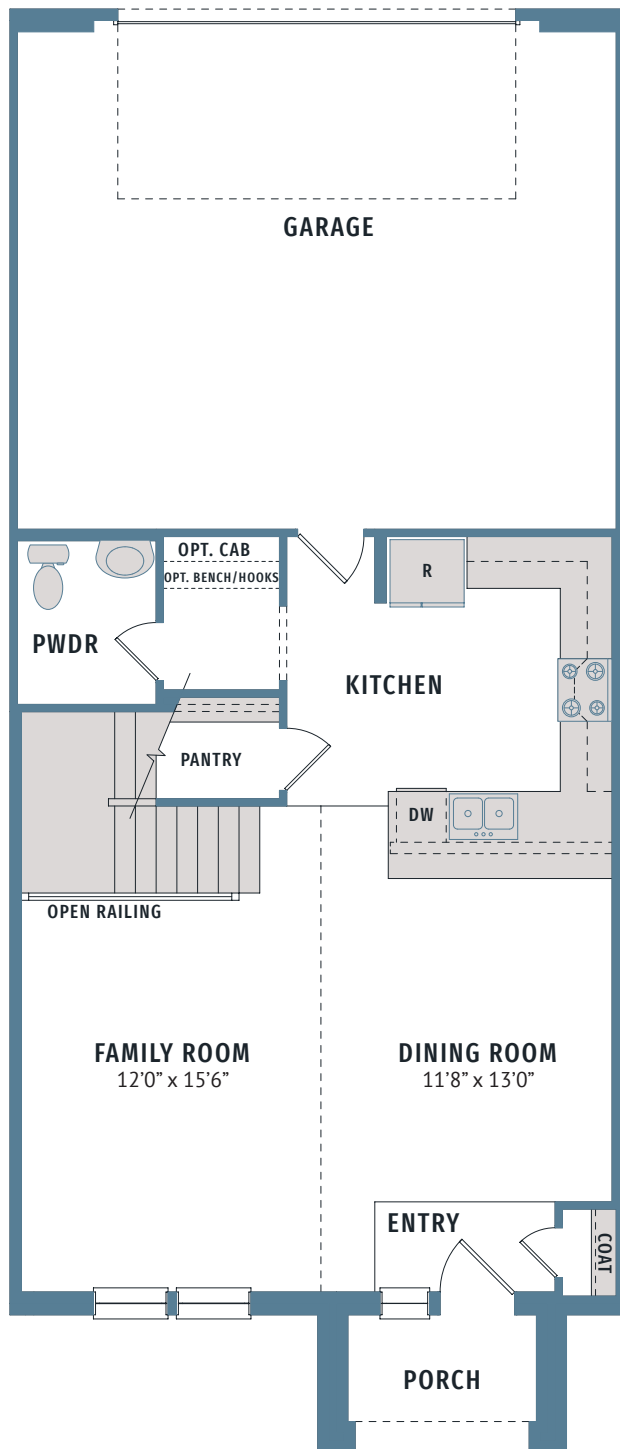 GARAGE
OPT. CAB
OPT. BENCH/HOOKS
R
PWDR
KITCHEN
PANTRY
DW
OPEN RAILING
FAMILY ROOM
12'0” x 15'6”
DINING ROOM
11'8” x 13'0”
ENTRY
COAT
PORCH